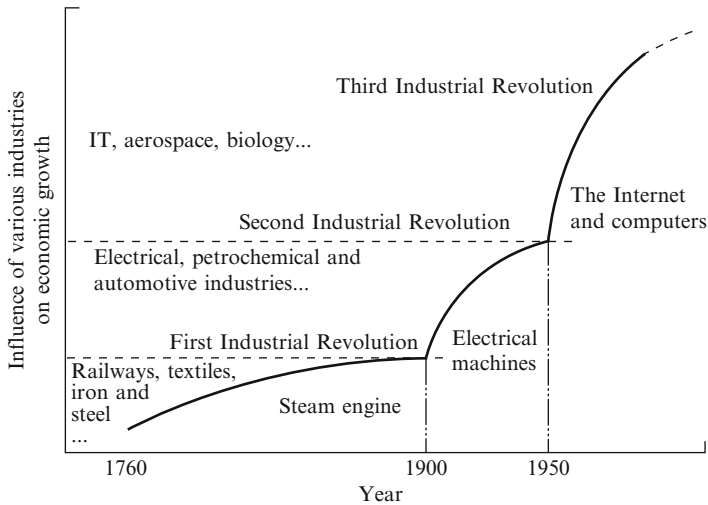 Influence of various industries
on economic growth
Third Industrial Revolution
IT, aerospace, biology...
The Internet
and computers
Second Industrial Revolution
Electrical, petrochemical and
automotive industries...
First Industrial Revolution
Electrical
machines
Railways, textiles,
iron and
steel
...
Steam engine
1760
1900
1950
Year